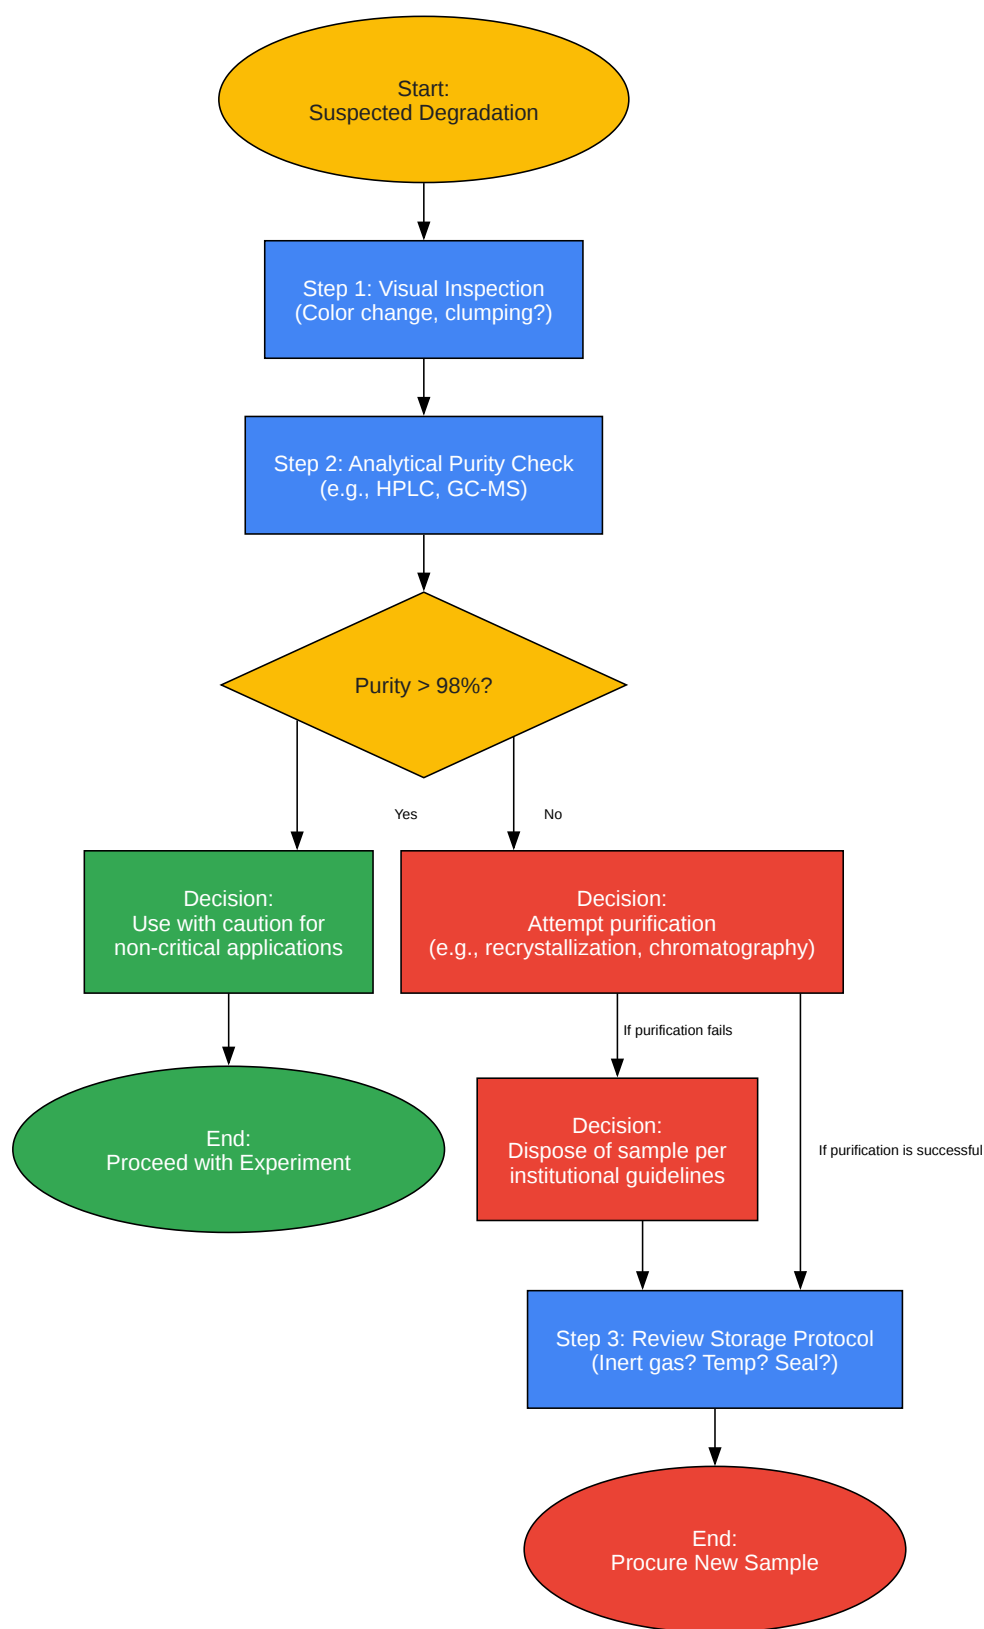 Start:
Suspected Degradation
Step 1: Visual Inspection
(Color change, clumping?)
Step 2: Analytical Purity Check
(e.g., HPLC, GC-MS)
Purity > 98%?
Yes
No
Decision:
Use with caution for
non-critical applications
Decision:
Attempt purification
(e.g., recrystallization, chromatography)
If purification fails
End:
Proceed with Experiment
Decision:
Dispose of sample per
institutional guidelines
If purification is successful
Step 3: Review Storage Protocol
(Inert gas? Temp? Seal?)
End:
Procure New Sample